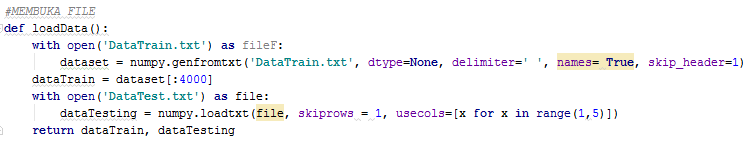 #MEMBUKA FILE
def loadData():
    with open('DataTrain.txt') as fileF:
        dataset = numpy.genfromtxt('DataTrain.txt', dtype=None, delimiter=' ', names= True, skip_header=1)
    dataTrain = dataset[:4000]
    with open('DataTest.txt') as file:
        dataTesting = numpy.loadtxt(file, skiprows = 1, usecols=[x for x in range(1,5)])
    return dataTrain, dataTesting